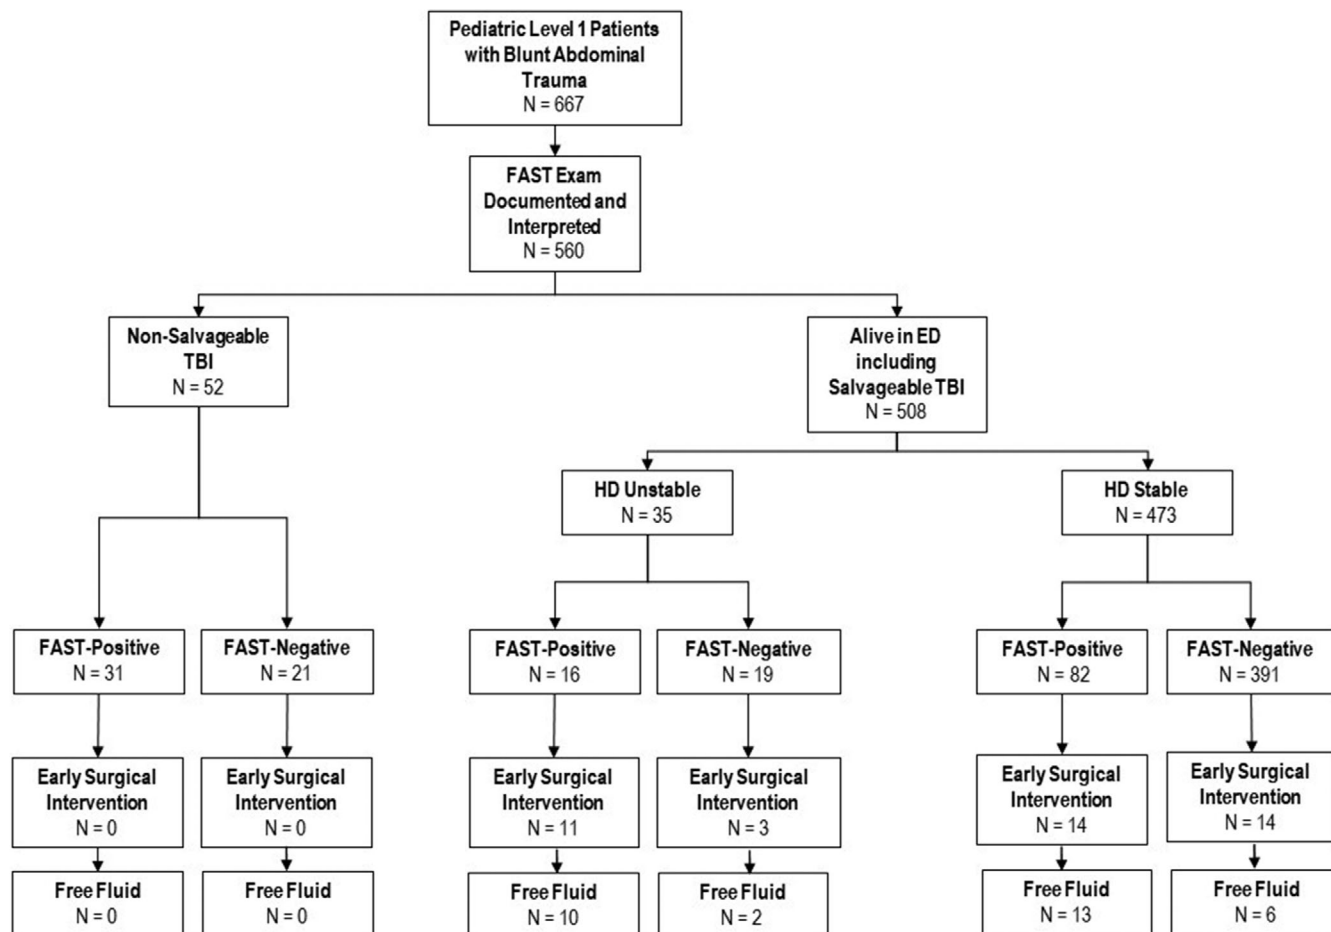 Pediatric Level 1 Patients
with Blunt Abdominal
Trauma
N = 667
FAST Exam
Documented and
Interpreted
N = 560
Non-Salvageable
TBI
N = 52
Alive in ED
including
Salvageable TBI
N = 508
HD Unstable
N = 35
HD Stable
N = 473
FAST-Positive
N = 31
FAST-Negative
N = 21
FAST-Positive
N = 16
FAST-Negative
N = 19
FAST-Positive
N = 82
FAST-Negative
N = 391
Early Surgical
Intervention
N = 0
Early Surgical
Intervention
N = 0
Early Surgical
Intervention
N = 11
Early Surgical
Intervention
N = 3
Early Surgical
Intervention
N = 14
Early Surgical
Intervention
N = 14
Free Fluid
N = 0
Free Fluid
N = 0
Free Fluid
N = 10
Free Fluid
N = 2
Free Fluid
N = 13
Free Fluid
N = 6